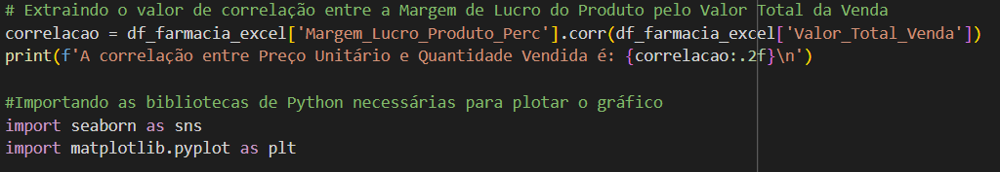 # Extraindo o valor de correlação entre a Margem de Lucro do Produto pelo Valor Total da Venda
correlacao = df_farmacia_excel['Margem_Lucro_Produto_Perc'].corr(df_farmacia_excel['Valor_Total_Venda'])
print(f'A correlação entre Preço Unitário e Quantidade Vendida é: {correlacao:.2f}\n')
#Importando as bibliotecas de Python necessárias para plotar o gráfico
import seaborn as sns
import matplotlib.pyplot as plt